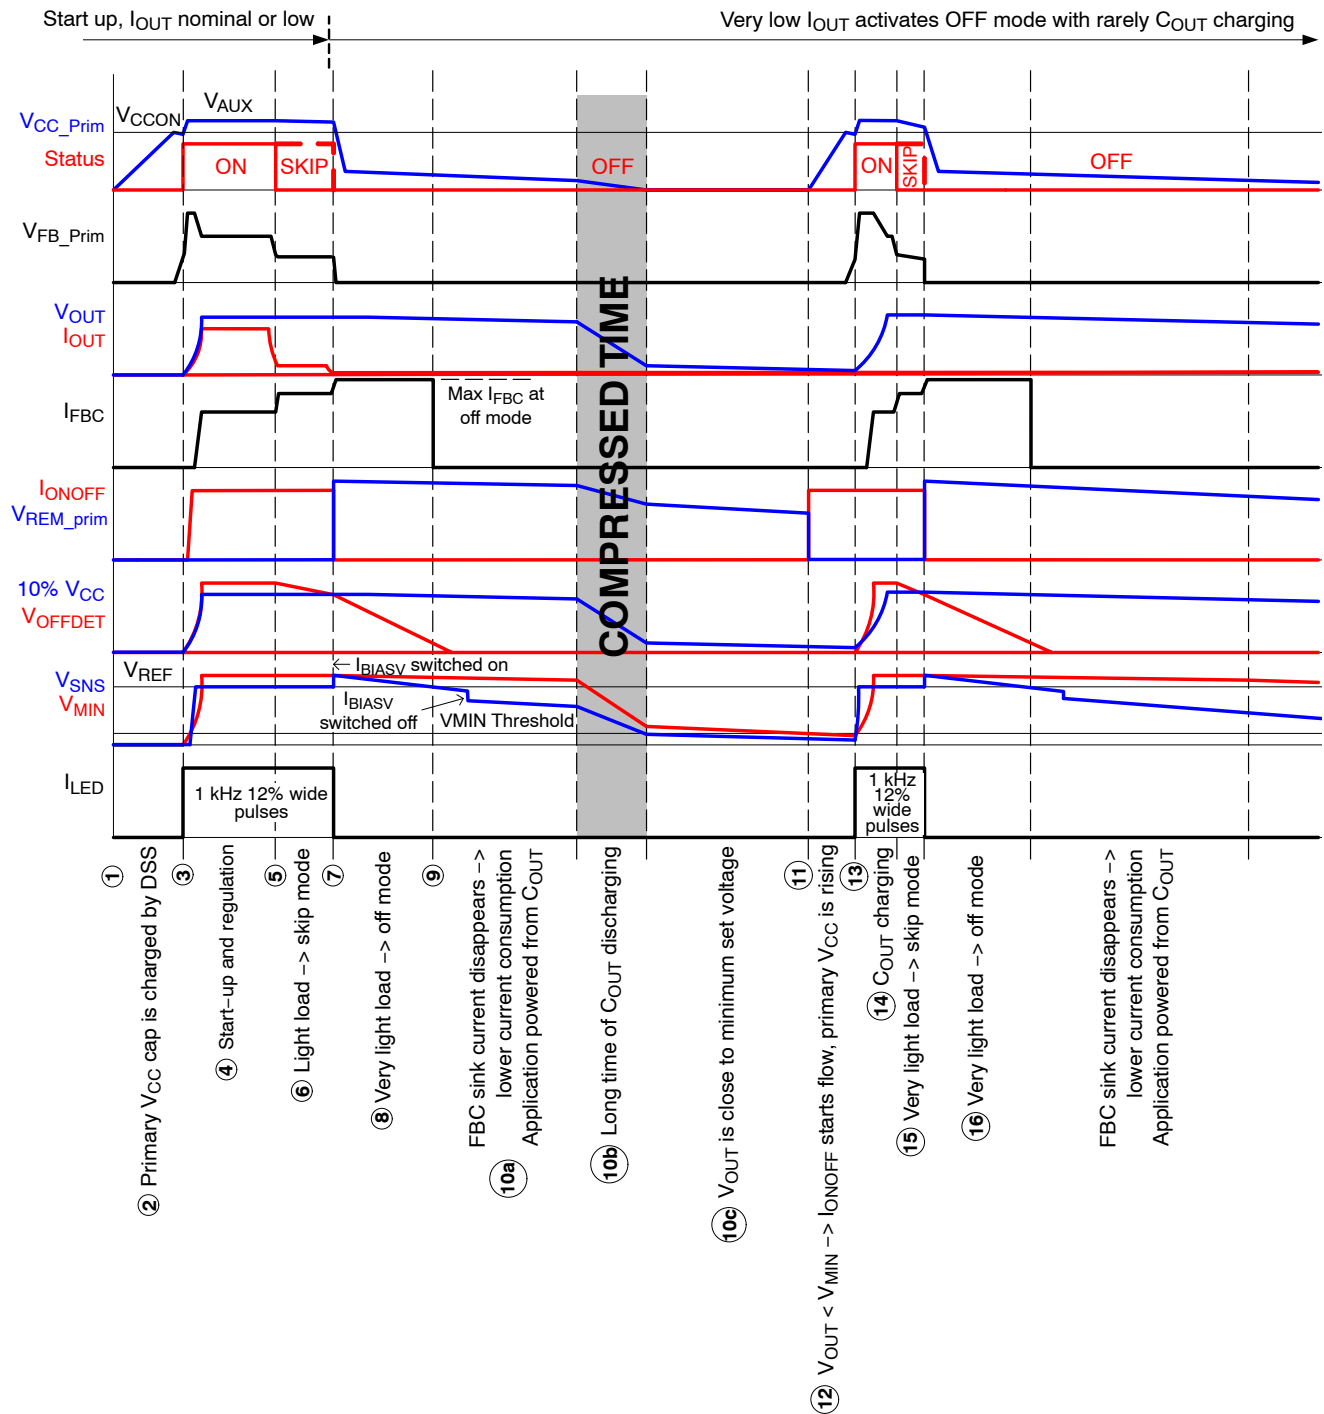 Start up, IOUT nominal or low
Very low IOUT activates OFF mode with rarely COUT charging
VCCON
VAUX
VCC_Prim
Status
ON
SKIP
OFF
ON
SKIP
OFF
VFB_Prim
VOUT
IOUT
IFBC
Max IFBC at
off mode
COMPRESSED TIME
IONOFF
VREM_prim
10% VCC
VOFFDET
VREF
IBIASV switched on
VSNS
VMIN
IBIASV
switched off
VMIN Threshold
ILED
1 kHz 12% wide
pulses
1 kHz
12%
wide
pulses
1
2 Primary VCC cap is charged by DSS
3
4 Start−up and regulation
5
6 Light load −> skip mode
7
8 Very light load −> off mode
9
10a
FBC sink current disappears −>
lower current consumption
Application powered from COUT
10b Long time of COUT discharging
10c VOUT is close to minimum set voltage
11
12 VOUT < VMIN −> IONOFF starts flow, primary VCC is rising
13
14 COUT charging
15 Very light load −> skip mode
16 Very light load −> off mode
FBC sink current disappears −>
lower current consumption
Application powered from COUT